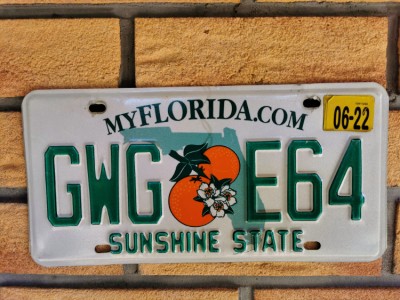 MYFLORIDA.COM
06-22
GWG E64
SUNSHINE STATE